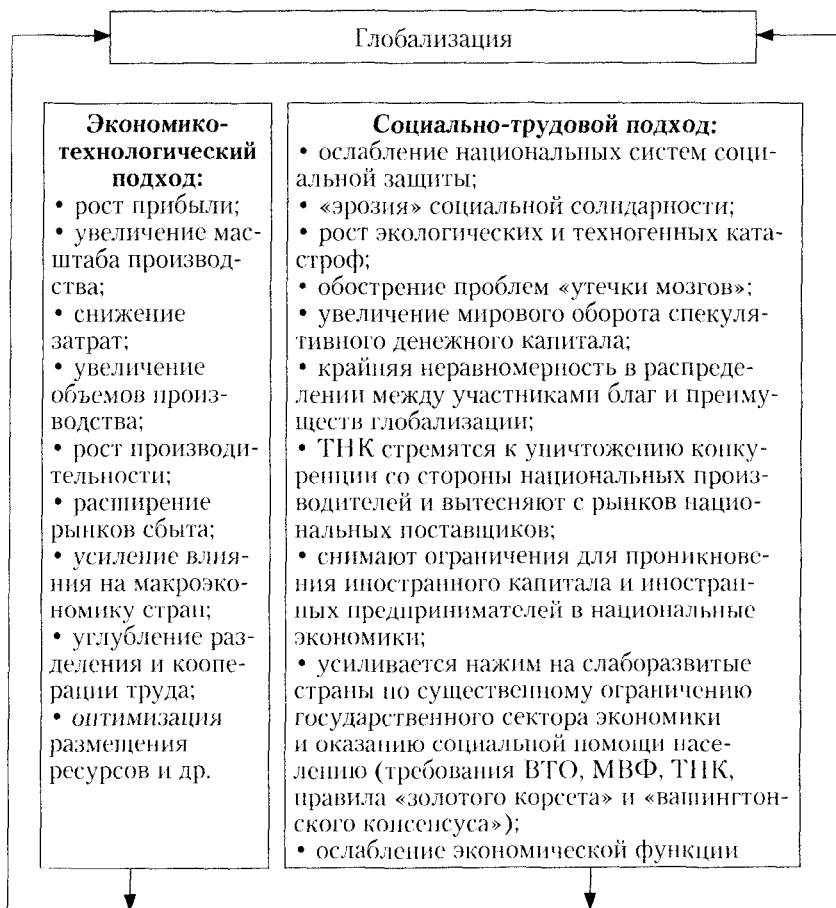 Глобализация
Экономико-
технологический
подход:
• рост прибыли;
• увеличение мас-
штаба производ-
ства;
• снижение
затрат;
• увеличение
объемов произ-
водства;
• рост производи-
тельности;
• расширение
рынков сбыта;
• усиление влия-
ния на макроэко-
номику стран;
• углубление раз-
деления и коопе-
рации труда;
• оптимизация
размещения
ресурсов и др.
Социально-трудовой подход:
• ослабление национальных систем соци-
альной защиты;
• «эрозия» социальной солидарности;
• рост экологических и техногенных ката-
строф;
• обострение проблем «утечки мозгов»;
• увеличение мирового оборота спекуля-
тивного денежного капитала;
• крайняя неравномерность в распреде-
лении между участниками благ и преиму-
ществ глобализации;
• ТНК стремятся к уничтожению конку-
ренции со стороны национальных произ-
водителей и вытесняют с рынков нацио-
нальных поставщиков;
• снимают ограничения для проникнове-
ния иностранного капитала и иностран-
ных предпринимателей в национальные
экономики;
• усиливается нажим на слаборазвитые
страны по существенному ограничению
государственного сектора экономики
и оказанию социальной помощи насе-
лению (требования ВТО, МВФ, ТНК,
правила «золотого корсета» и «вашингтон-
ского консенсуса»);
• ослабление экономической функции